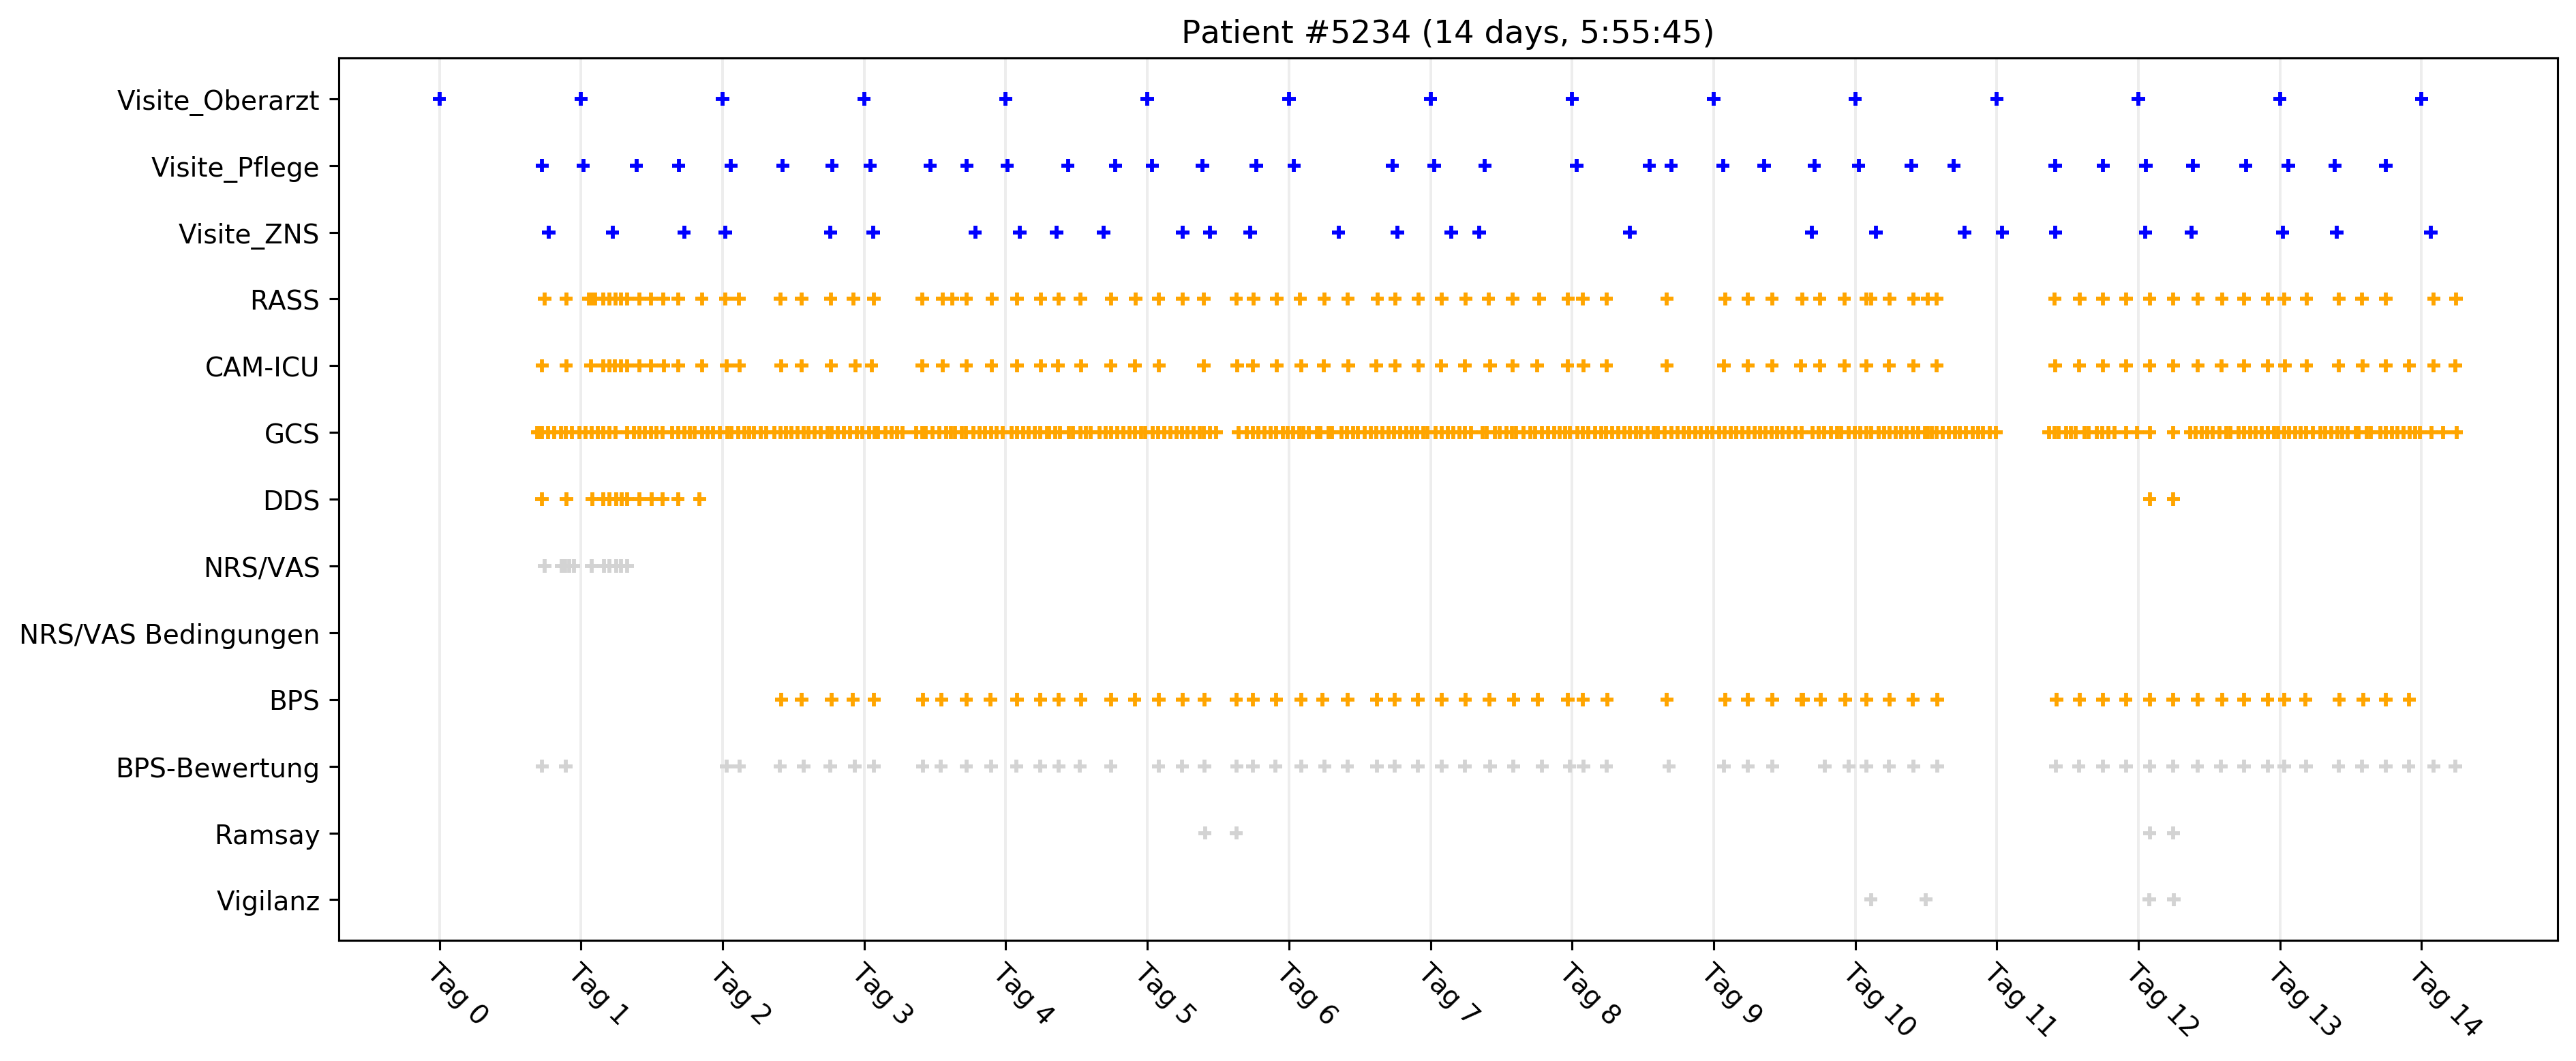 Patient #5234 (14 days, 5:55:45)
Visite_Oberarzt
Visite_Pflege
Visite_ZNS
RASS
CAM-ICU
GCS
DDS
NRS/VAS
NRS/VAS Bedingungen
BPS
BPS-Bewertung
Ramsay
Vigilanz
Tag 0
Tag 1
Tag 2
Tag 3
Tag 4
Tag 5
Tag 6
Tag 7
Tag 8
Tag 9
Tag 10
Tag 11
Tag 12
Tag 13
Tag 14